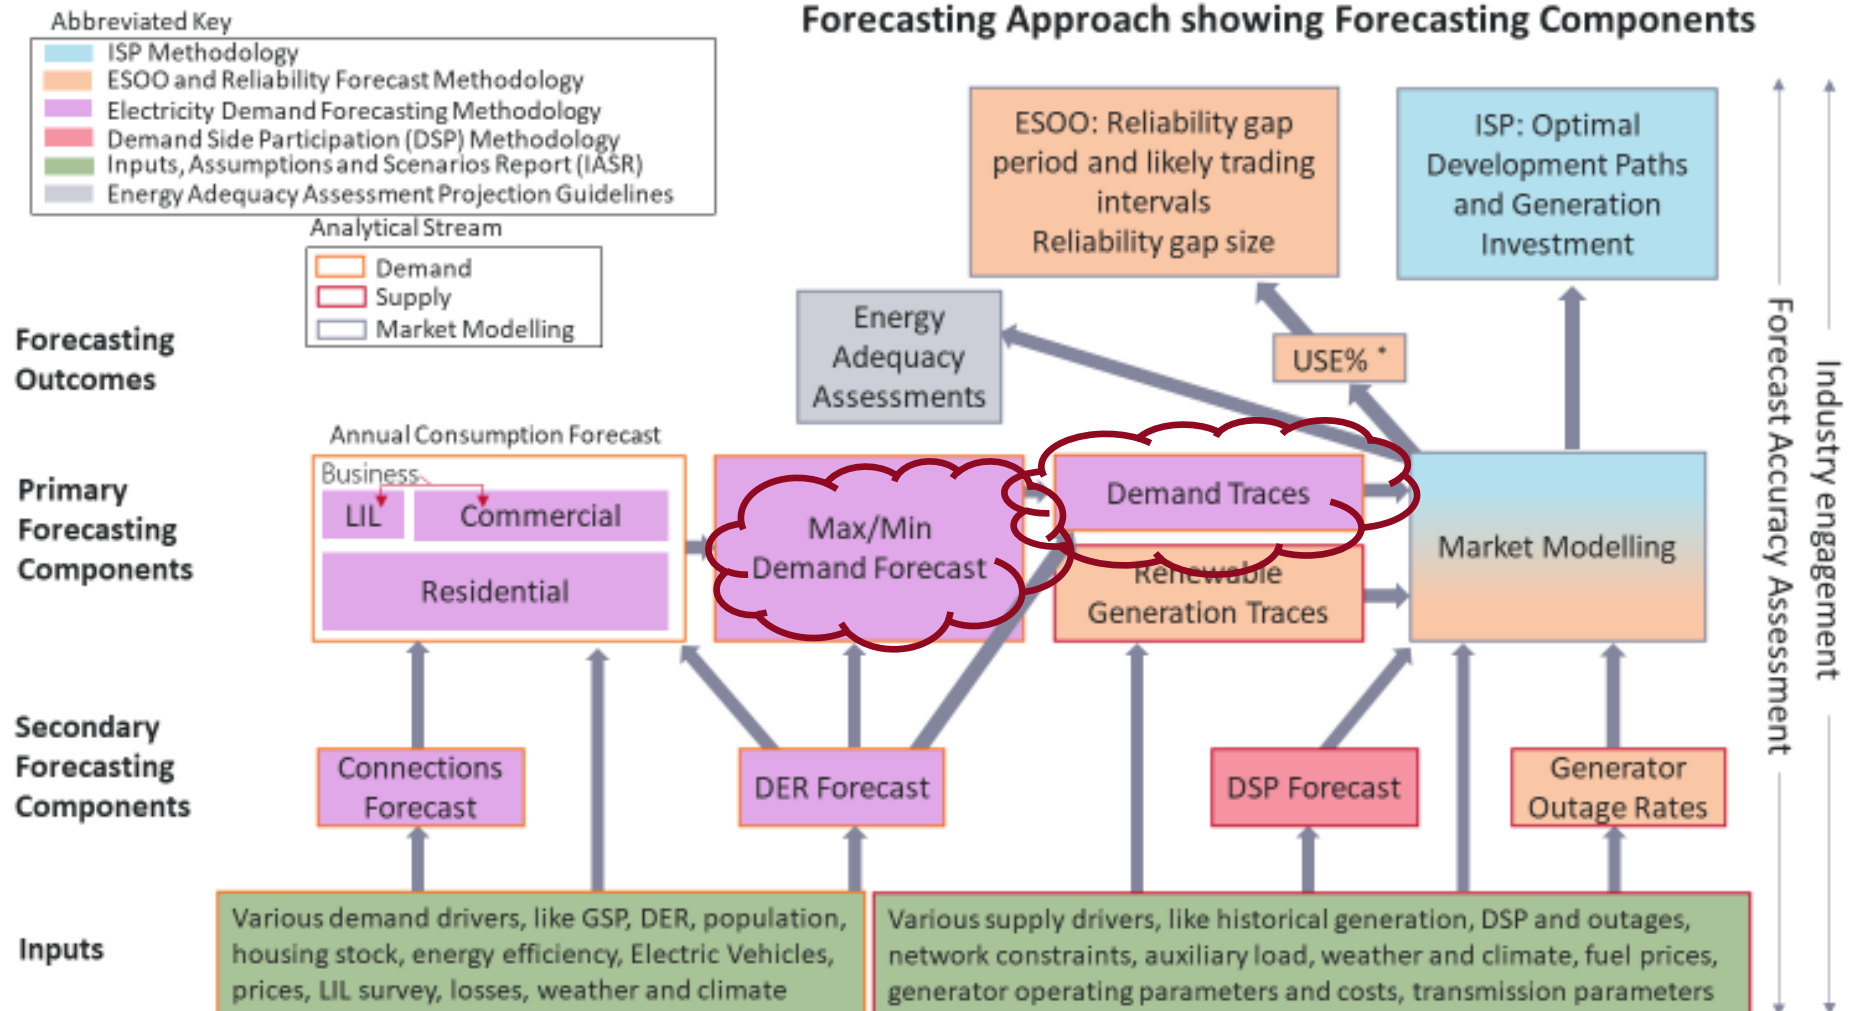 Forecasting Approach showing Forecasting Components
Abbreviated Key
ISP Methodology
ESOO and Reliability Forecast Methodology
Electricity Demand Forecasting Methodology
Demand Side Participation (DSP) Methodology
Inputs, Assumptions and Scenarios Report (IASR)
Energy Adequacy Assessment Projection Guidelines
Analytical Stream
Demand
Supply
Market Modelling
Forecasting
Outcomes
ESOO: Reliability gap
period and likely trading
intervals
Reliability gap size
ISP: Optimal
Development Paths
and Generation
Investment
Energy
Adequacy
Assessments
USE% *
Primary
Forecasting
Components
Annual Consumption Forecast
Business
LIL
Commercial
Residential
Max/Min
Demand Forecast
Demand Traces
Renewable
Generation Traces
Market Modelling
Secondary
Forecasting
Components
Connections
Forecast
DER Forecast
DSP Forecast
Generator
Outage Rates
Inputs
Various demand drivers, like GSP, DER, population,
housing stock, energy efficiency, Electric Vehicles,
prices, LIL survey, losses, weather and climate
Various supply drivers, like historical generation, DSP and outages,
network constraints, auxiliary load, weather and climate, fuel prices,
generator operating parameters and costs, transmission parameters
Forecast Accuracy Assessment
Industry engagement